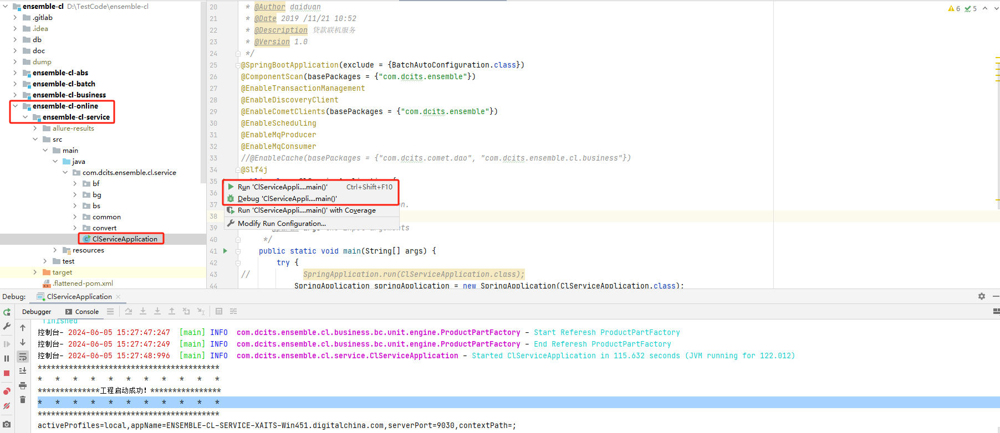 ensemble-cl D:\TestCode\ensemble-cl
.gitlab
.idea
db
doc
dump
ensemble-cl-abs
ensemble-cl-batch
ensemble-cl-business
ensemble-cl-online
ensemble-cl-service
allure-results
src
main
java
com.dcits.ensemble.cl.service
bf
bg
bs
common
convert
ClServiceApplication
resources
test
target
.flattened-pom.xml
6 5
20 * @Author daiduan
21 * @Date 2019 /11/21 10:52
22 * @Description 贷款联机服务
23 * @Version 1.0
24 */
25 @SpringBootApplication(exclude = {BatchAutoConfiguration.class})
26 @ComponentScan(basePackages = {"com.dcits.ensemble"})
27 @EnableTransactionManagement
28 @EnableDiscoveryClient
29 @EnableCometClients(basePackages = {"com.dcits.ensemble"})
30 @EnableScheduling
31 @EnableMqProducer
32 @EnableMqConsumer
33 //@EnableCache(basePackages = {"com.dcits.comet.dao", "com.dcits.ensemble.cl.business"})
34 @Slf4j
35
36 Run 'ClServiceAppli....main()' Ctrl+Shift+F10
37 Debug 'ClServiceAppli....main()' on.
38 Run 'ClServiceAppli....main()' with Coverage
39 Modify Run Configuration... arguments
40 */
41 public static void main(String[] args) {
42 try {
43 // SpringApplication.run(ClServiceApplication.class);
44 SpringApplication springApplication = new SpringApplication(ClServiceApplication.class);
Debug: ClServiceApplication
Debugger Console
finished
控制台- 2024-06-05 15:27:47:247 [main] INFO com.dcits.ensemble.cl.business.bc.unit.engine.ProductPartFactory - Start Referesh ProductPartFactory
控制台- 2024-06-05 15:27:47:249 [main] INFO com.dcits.ensemble.cl.business.bc.unit.engine.ProductPartFactory - End Referesh ProductPartFactory
控制台- 2024-06-05 15:27:48:996 [main] INFO com.dcits.ensemble.cl.service.ClServiceApplication - Started ClServiceApplication in 115.632 seconds (JVM running for 122.012)
*****************************************
* * * * * * * * * * *
**************工程启动成功！****************
* * * * * * * * * * *
*****************************************
activeProfiles=local,appName=ENSEMBLE-CL-SERVICE-XAITS-Win451.digitalchina.com,serverPort=9030,contextPath=;